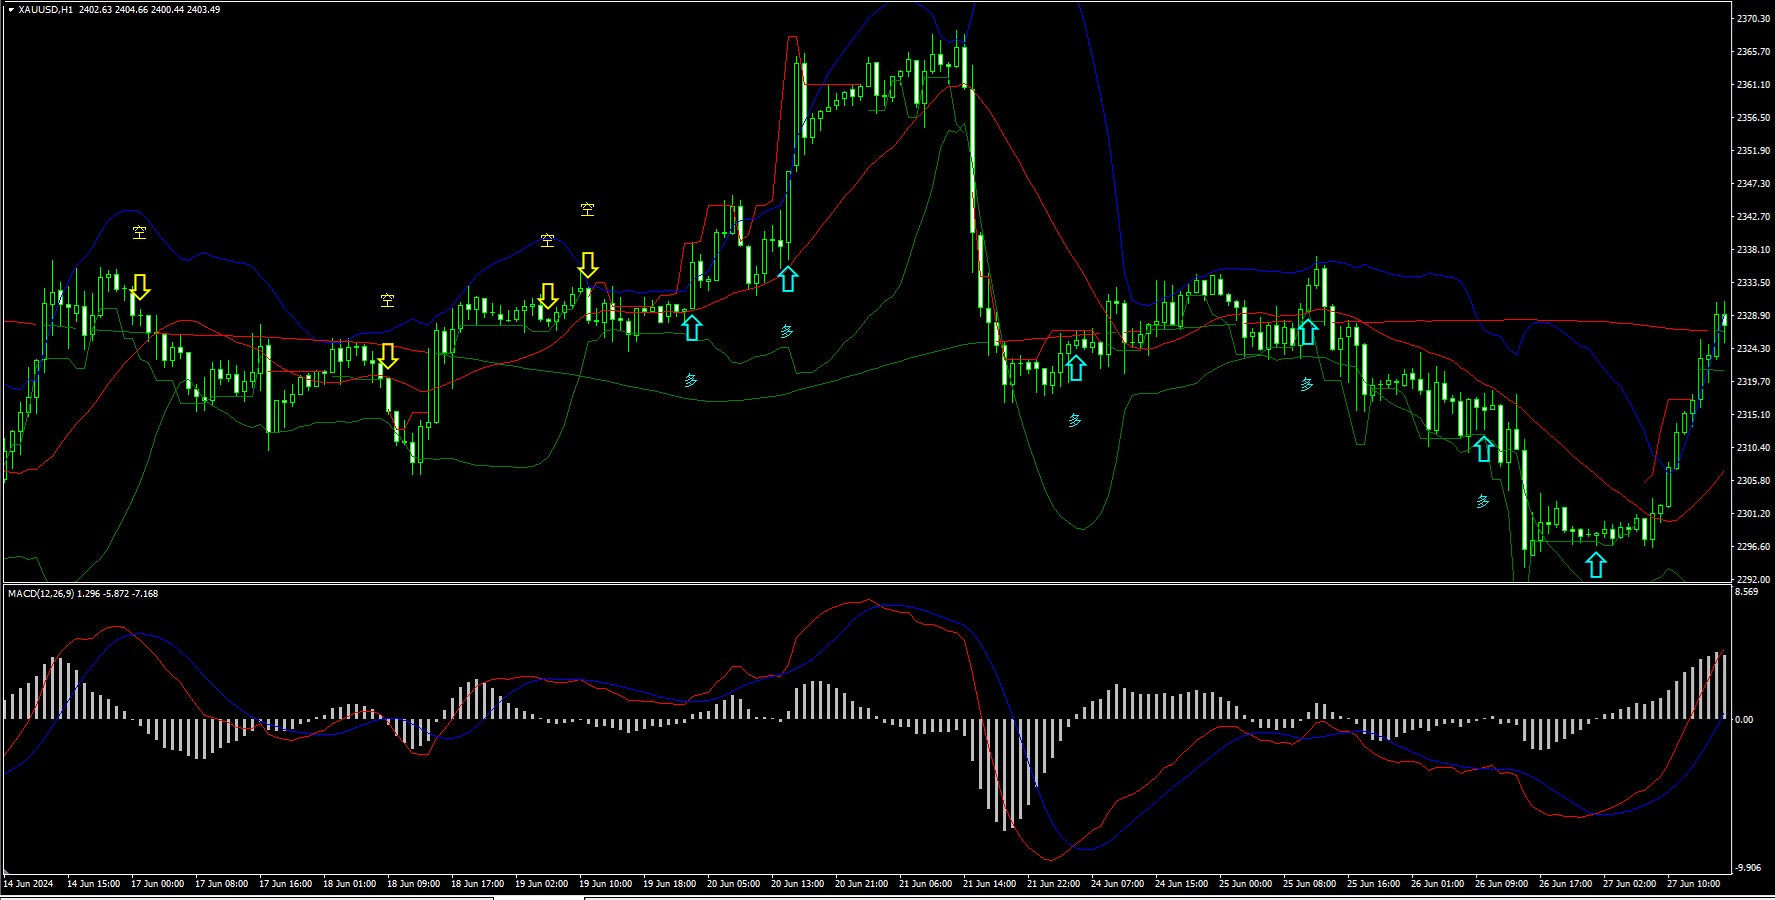 XAUUSD,H1 2402.63 2404.66 2400.44 2403.49
2370.30
2365.70
2361.10
2356.50
2351.90
2347.30
2342.70
2338.10
2333.50
2328.90
2324.30
2319.70
2315.10
2310.40
2305.80
2301.20
2296.60
2292.00
空
空
空
空
多
多
多
多
多
MACD(12,26,9) 1.296 -5.872 -7.168
8.569
0.00
-9.906
14 Jun 2024
14 Jun 15:00
17 Jun 00:00
17 Jun 08:00
17 Jun 16:00
18 Jun 01:00
18 Jun 09:00
18 Jun 17:00
19 Jun 02:00
19 Jun 10:00
19 Jun 18:00
20 Jun 05:00
20 Jun 13:00
20 Jun 21:00
21 Jun 06:00
21 Jun 14:00
21 Jun 22:00
24 Jun 07:00
24 Jun 15:00
25 Jun 00:00
25 Jun 08:00
25 Jun 16:00
26 Jun 01:00
26 Jun 09:00
26 Jun 17:00
27 Jun 02:00
27 Jun 10:00